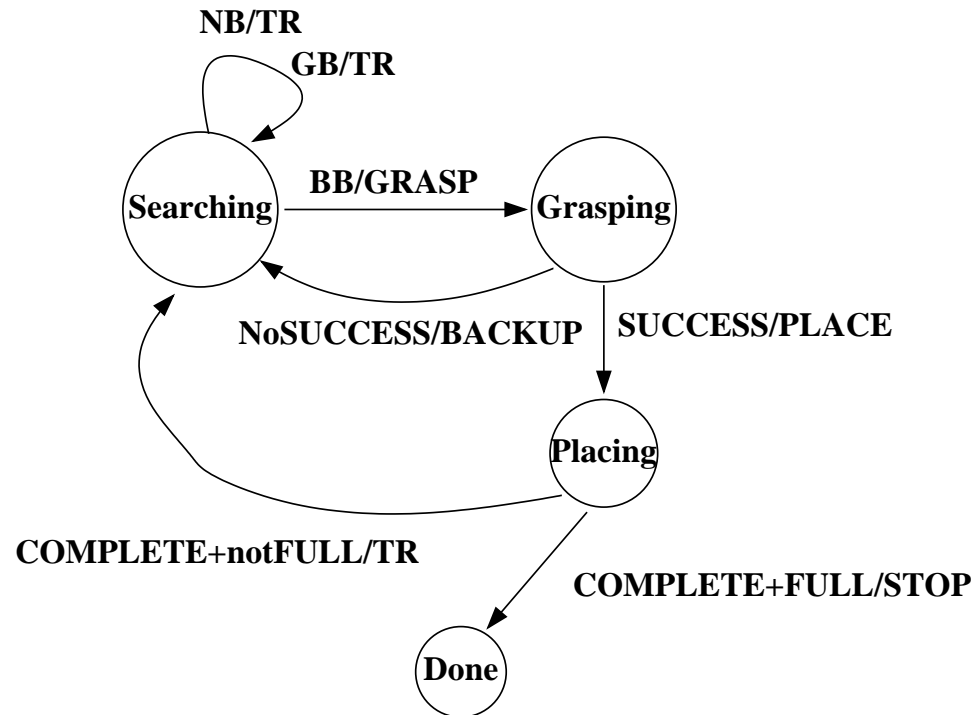 NB/TR
GB/TR
BB/GRASP
Searching
Grasping
NoSUCCESS/BACKUP
SUCCESS/PLACE
Placing
COMPLETE+notFULL/TR
COMPLETE+FULL/STOP
Done